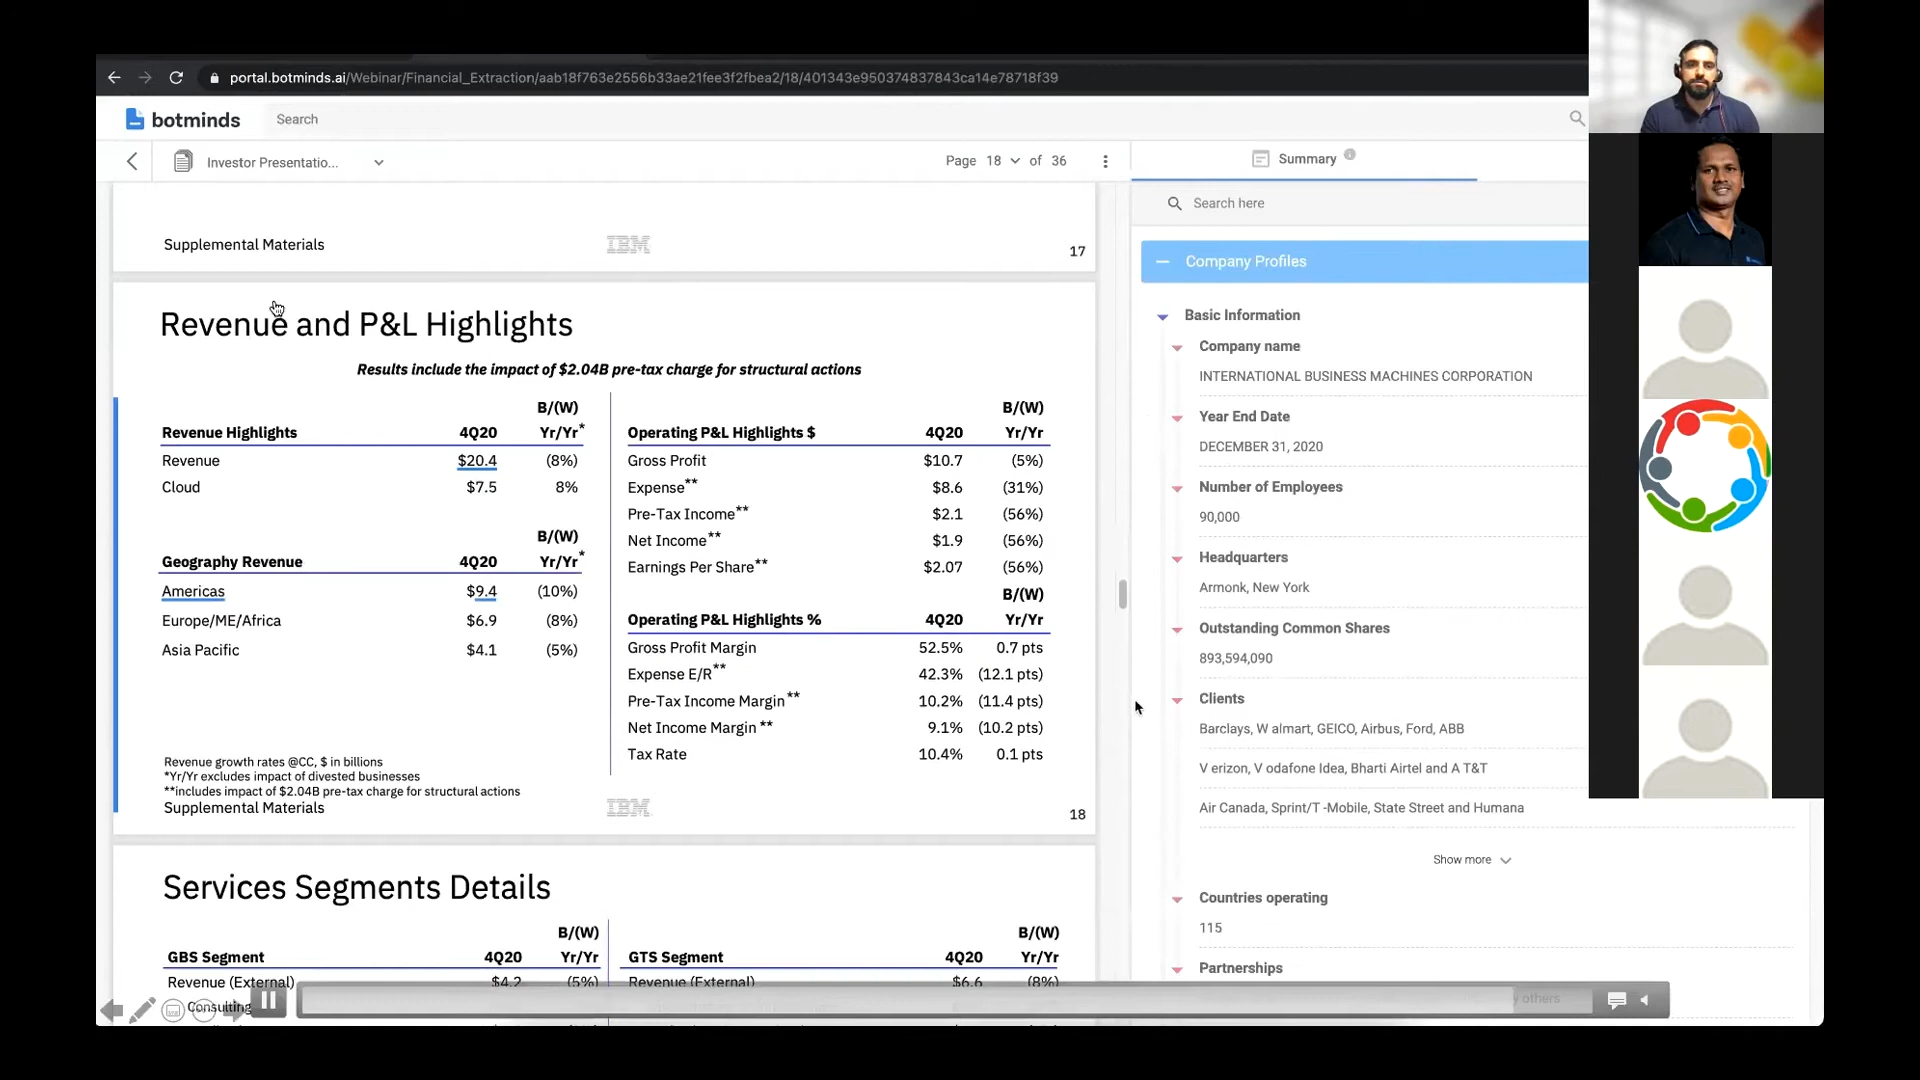 portal.botminds.ai/Webinar/Financial_Extraction/aab18f763e2556b33ae21fee3f2fbea2/18/401343e950374837843ca14e78718f39
botminds
Search
Investor Presentatio...
Page 18 of 36
Summary
Supplemental Materials
IBM
17
Revenue and P&L Highlights
Results include the impact of $2.04B pre-tax charge for structural actions
B/(W)
Revenue Highlights 4Q20 Yr/Yr*
Revenue $20.4 (8%)
Cloud $7.5 8%
B/(W)
Geography Revenue 4Q20 Yr/Yr*
Americas $9.4 (10%)
Europe/ME/Africa $6.9 (8%)
Asia Pacific $4.1 (5%)
Revenue growth rates @CC, $ in billions
*Yr/Yr excludes impact of divested businesses
**includes impact of $2.04B pre-tax charge for structural actions
Supplemental Materials
B/(W)
Operating P&L Highlights $ 4Q20 Yr/Yr
Gross Profit $10.7 (5%)
Expense** $8.6 (31%)
Pre-Tax Income** $2.1 (56%)
Net Income** $1.9 (56%)
Earnings Per Share** $2.07 (56%)
B/(W)
Operating P&L Highlights % 4Q20 Yr/Yr
Gross Profit Margin 52.5% 0.7 pts
Expense E/R** 42.3% (12.1 pts)
Pre-Tax Income Margin** 10.2% (11.4 pts)
Net Income Margin ** 9.1% (10.2 pts)
Tax Rate 10.4% 0.1 pts
IBM
18
Services Segments Details
B/(W)
GBS Segment 4Q20 Yr/Yr
Revenue (External) $4.2 (5%)
Consulting
B/(W)
GTS Segment 4Q20 Yr/Yr
Revenue (External) $6.6 (8%)
Search here
Company Profiles
Basic Information
Company name
INTERNATIONAL BUSINESS MACHINES CORPORATION
Year End Date
DECEMBER 31, 2020
Number of Employees
90,000
Headquarters
Armonk, New York
Outstanding Common Shares
893,594,090
Clients
Barclays, W almart, GEICO, Airbus, Ford, ABB
V erizon, V odafone Idea, Bharti Airtel and A T&T
Air Canada, Sprint/T -Mobile, State Street and Humana
Show more
Countries operating
115
Partnerships
others